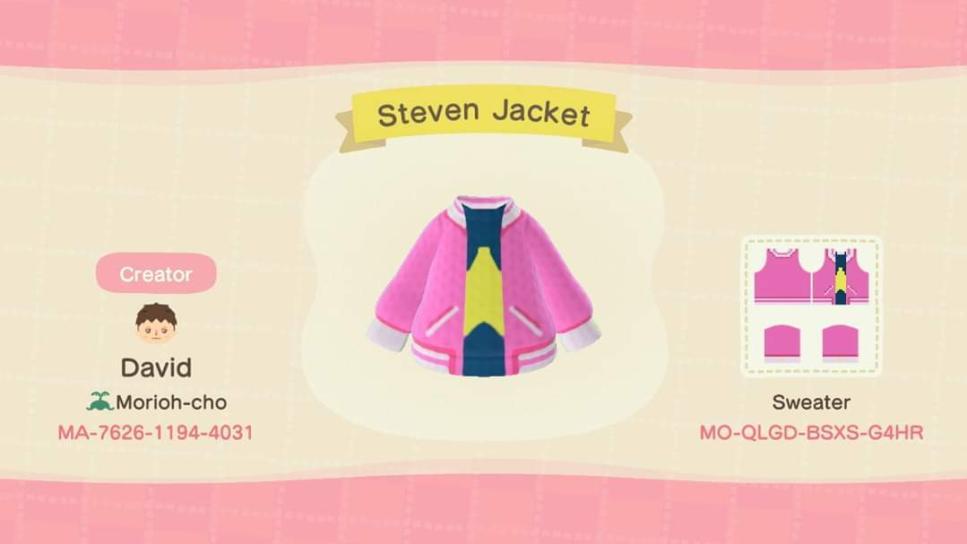 Steven Jacket
Creator
David
Morioh-cho
MA-7626-1194-4031
Sweater
MO-QLGD-BSXS-G4HR